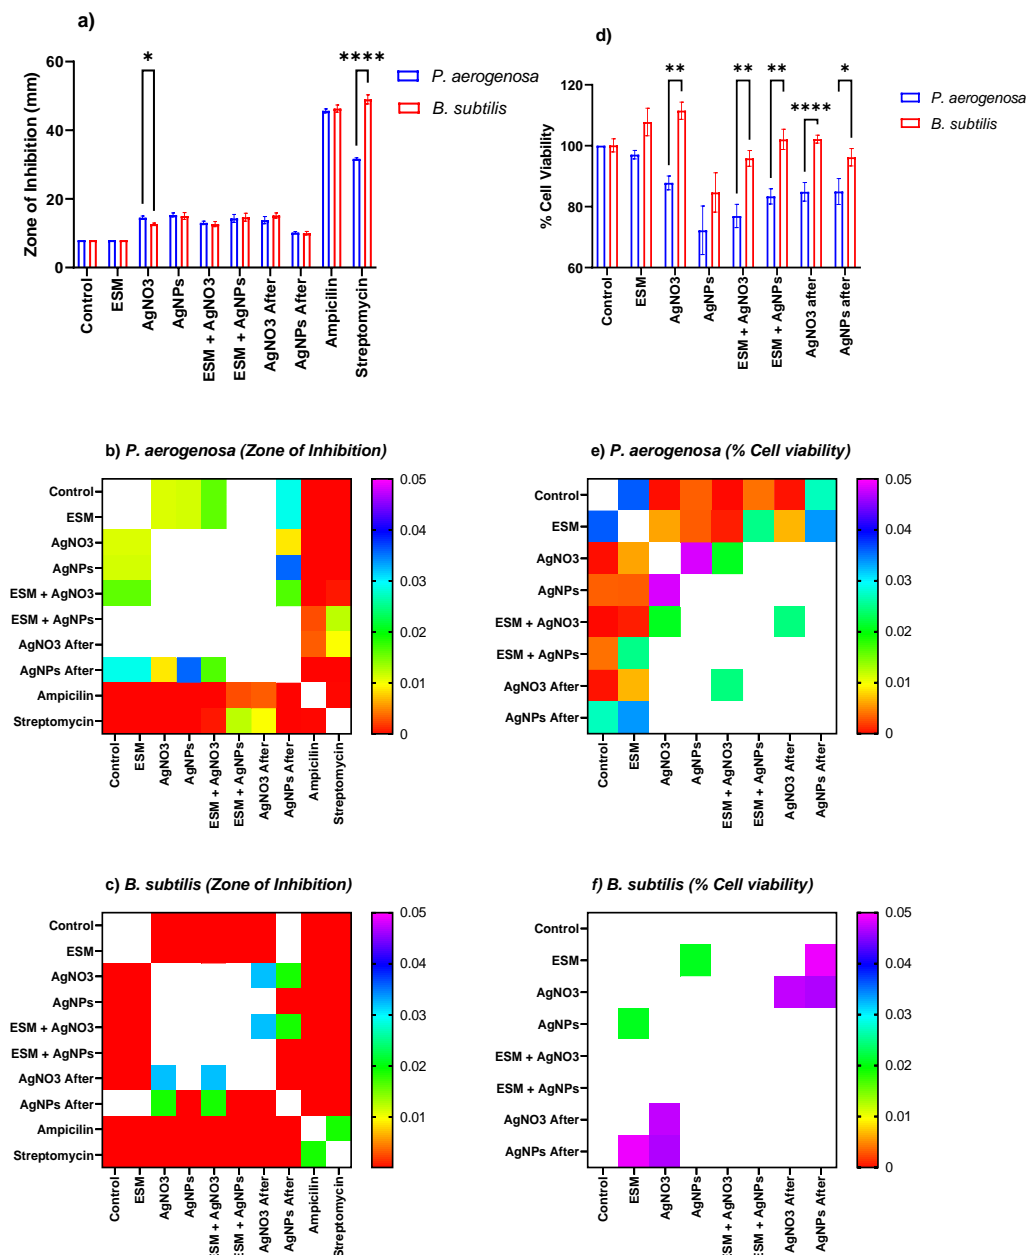 a)
Zone of Inhibtion (mm)
60
40
20
0
*
****
P. aerogenosa
B. subtilis
Control
ESM
AgNO3
AgNPs
ESM + AgNO3
ESM + AgNPs
AgNO3 After
AgNPs After
Ampicilin
Streptomycin
d)
% Cell Viability
120
100
80
60
**
**
**
****
*
P. aerogenosa
B. subtilis
Control
ESM
AgNO3
AgNPs
ESM + AgNO3
ESM + AgNPs
AgNO3 after
AgNPs after
b) P. aerogenosa (Zone of Inhibition)
Control
ESM
AgNO3
AgNPs
ESM + AgNO3
ESM + AgNPs
AgNO3 After
AgNPs After
Ampicilin
Streptomycin
Control
ESM
AgNO3
AgNPs
ESM + AgNO3
ESM + AgNPs
AgNO3 After
AgNPs After
Ampicilin
Streptomycin
0.05
0.04
0.03
0.02
0.01
0
e) P. aerogenosa (% Cell viability)
Control
ESM
AgNO3
AgNPs
ESM + AgNO3
ESM + AgNPs
AgNO3 After
AgNPs After
Control
ESM
AgNO3
AgNPs
ESM + AgNO3
ESM + AgNPs
AgNO3 After
AgNPs After
0.05
0.04
0.03
0.02
0.01
0
c) B. subtilis (Zone of Inhibition)
Control
ESM
AgNO3
AgNPs
ESM + AgNO3
ESM + AgNPs
AgNO3 After
AgNPs After
Ampicilin
Streptomycin
Control
ESM
AgNO3
AgNPs
ESM + AgNO3
ESM + AgNPs
AgNO3 After
AgNPs After
Ampicilin
Streptomycin
0.05
0.04
0.03
0.02
0.01
f) B. subtilis (% Cell viability)
Control
ESM
AgNO3
AgNPs
ESM + AgNO3
ESM + AgNPs
AgNO3 After
AgNPs After
Control
ESM
AgNO3
AgNPs
ESM + AgNO3
ESM + AgNPs
AgNO3 After
AgNPs After
0.05
0.04
0.03
0.02
0.01
0